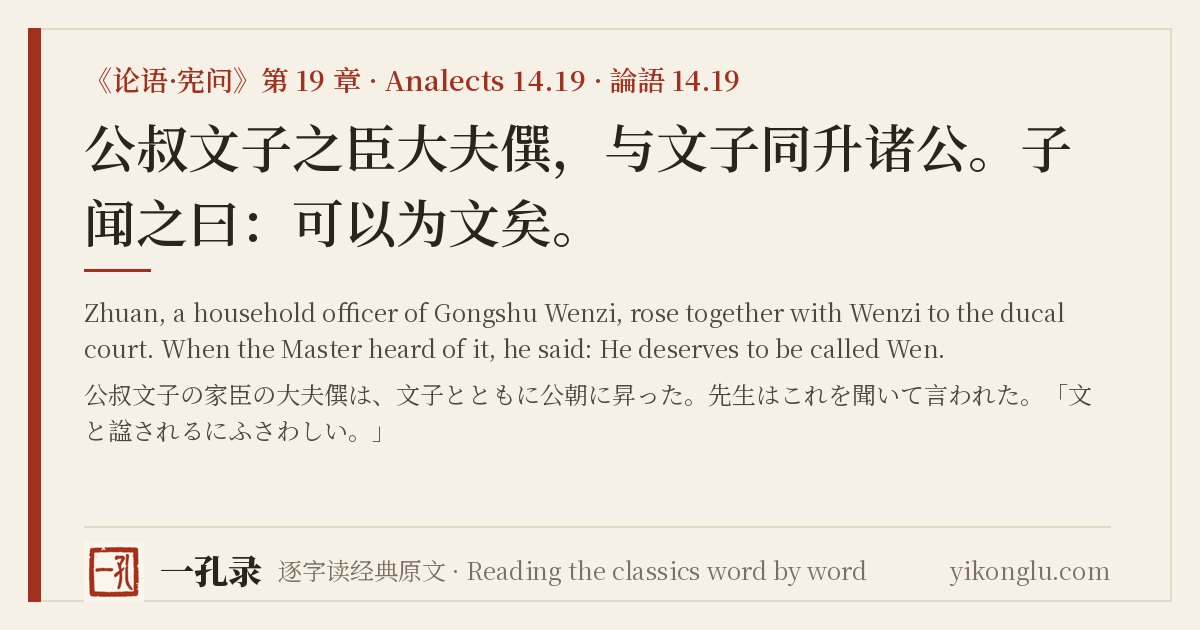 《论语·宪问》第 19 章 · Analects 14.19 · 論語 14.19
公叔文子之臣大夫僎，与文子同升诸公。子
闻之曰：可以为文矣。
Zhuan, a household officer of Gongshu Wenzi, rose together with Wenzi to the ducal
court. When the Master heard of it, he said: He deserves to be called Wen.
公叔文子の家臣の大夫僎は、文子とともに公朝に昇った。先生はこれを聞いて言われた。「文
と諡されるにふさわしい。」
一孔
一孔录 逐字读经典原文 · Reading the classics word by word yikonglu.com